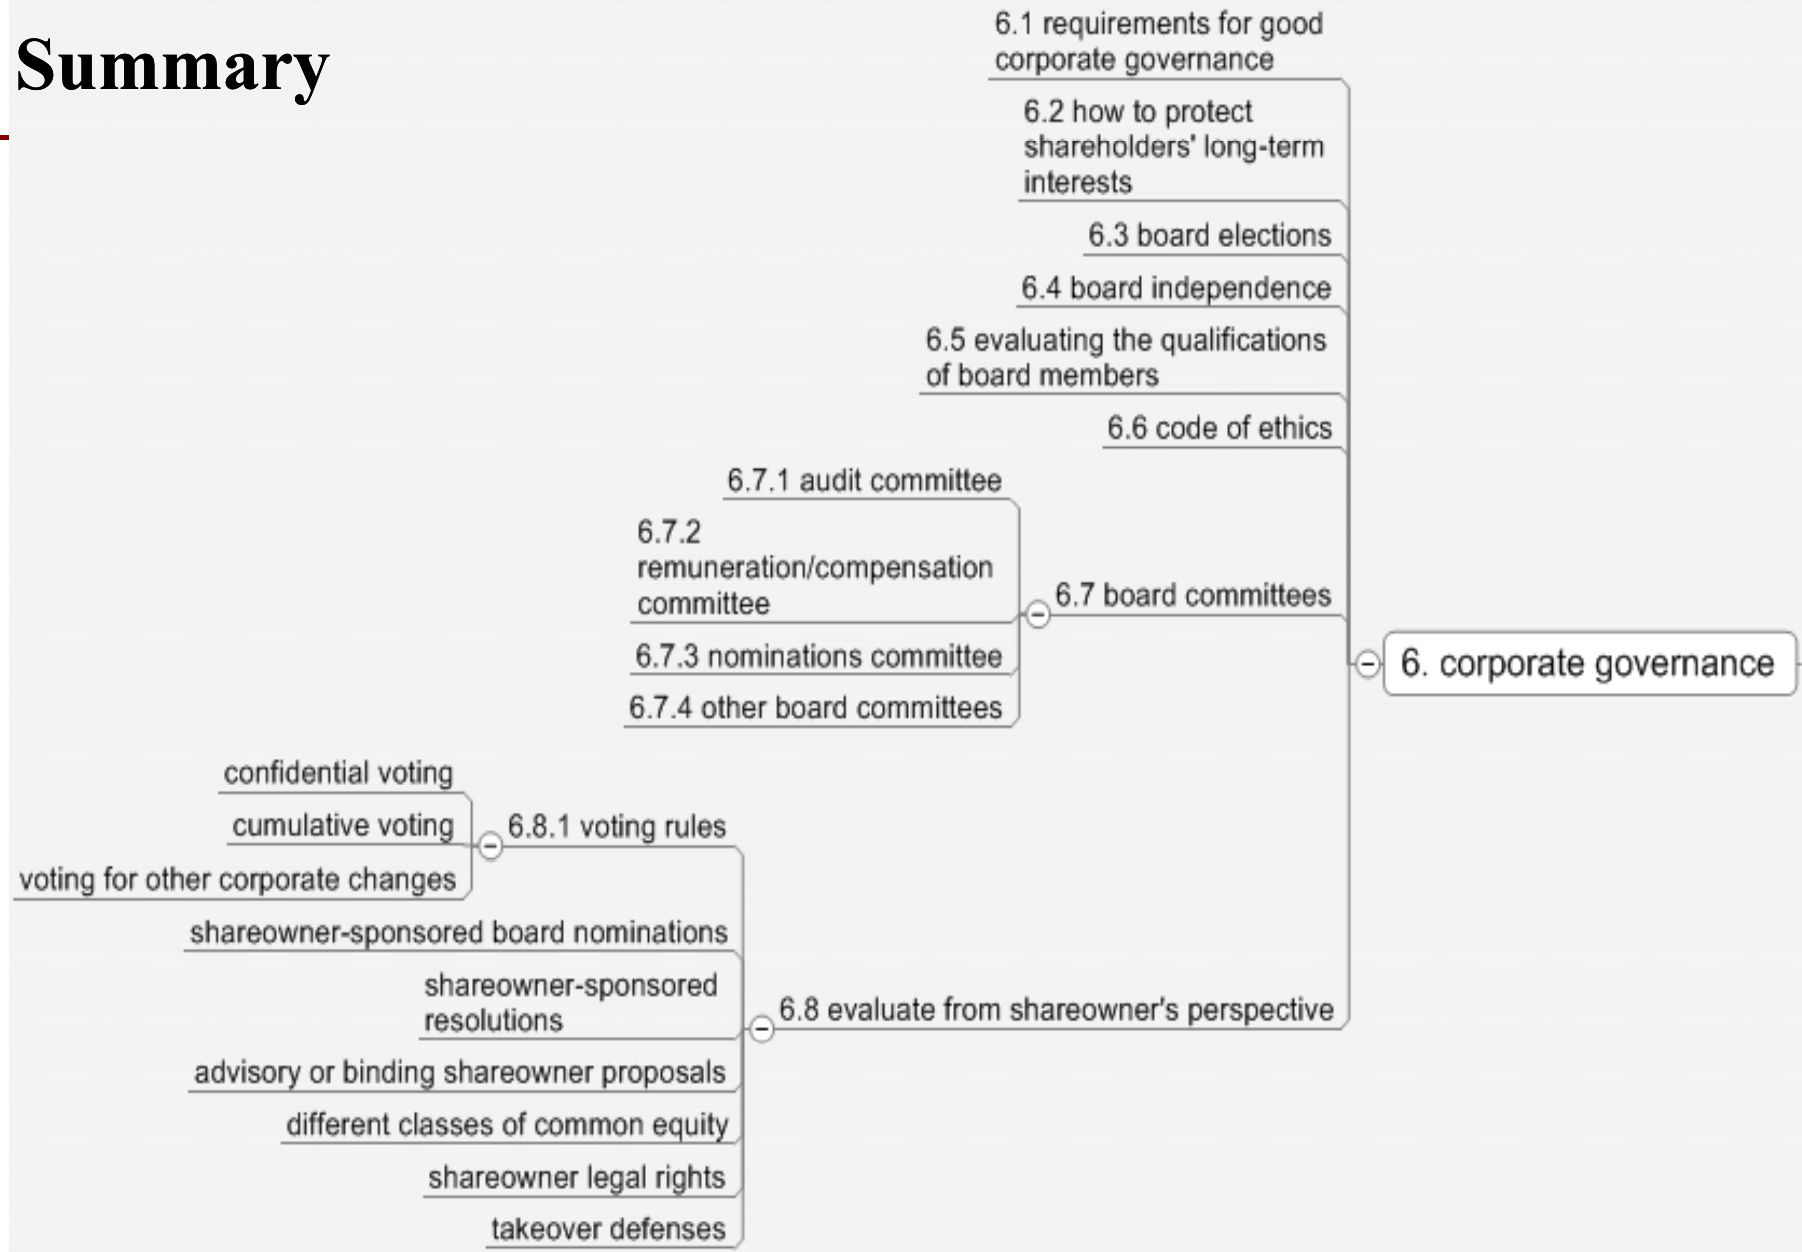 Summary
6.1 requirements for good
corporate governance
6.2 how to protect
shareholders' long-term
interests
6.3 board elections
6.4 board independence
6.5 evaluating the qualifications
of board members
6.6 code of ethics
6.7.1 audit committee
6.7.2
remuneration/compensation
committee
6.7.3 nominations committee
6.7.4 other board committees
6.7 board committees
6. corporate governance
confidential voting
cumulative voting
voting for other corporate changes
6.8.1 voting rules
shareowner-sponsored board nominations
shareowner-sponsored
resolutions
advisory or binding shareowner proposals
different classes of common equity
shareowner legal rights
takeover defenses
6.8 evaluate from shareowner's perspective